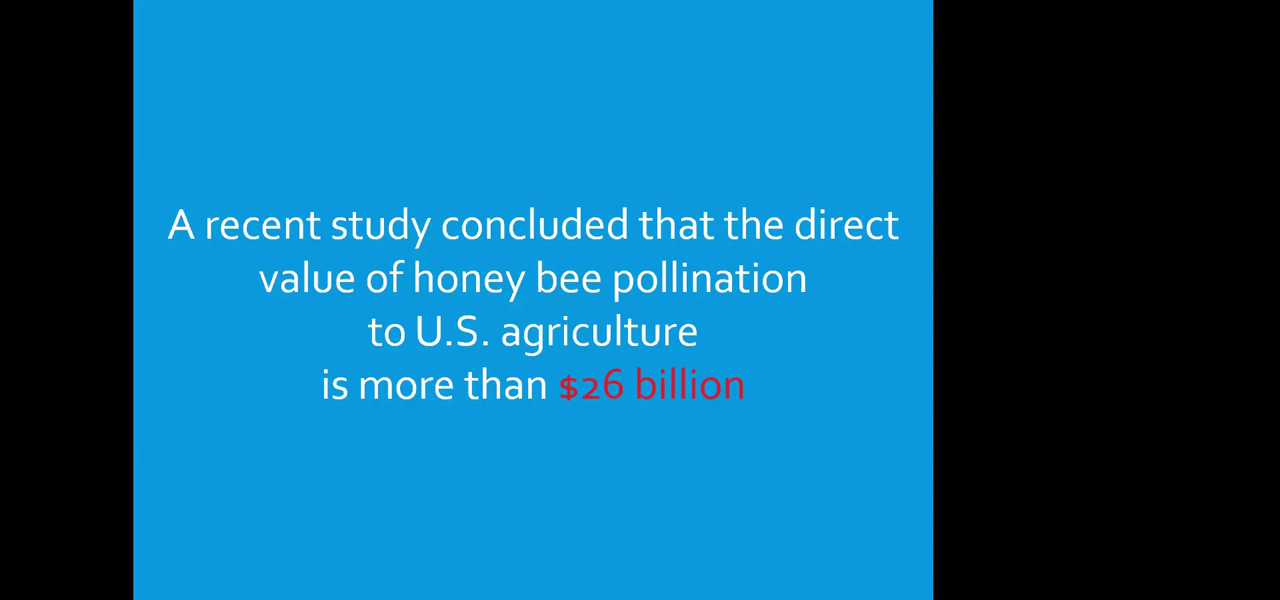 A recent study concluded that the direct
value of honey bee pollination
to U.S. agriculture
is more than $26 billion